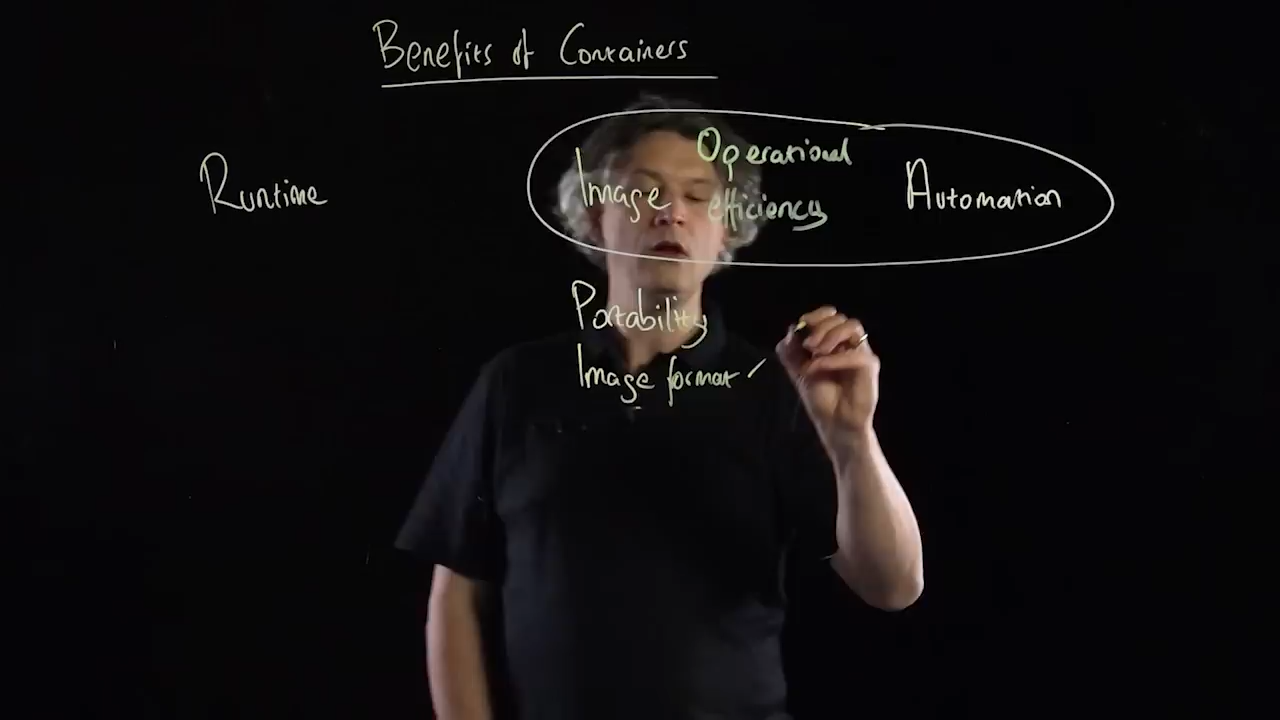 Benefits of Containers
Runtime
Image
Operational
efficiency
Automation
Portability
Image format